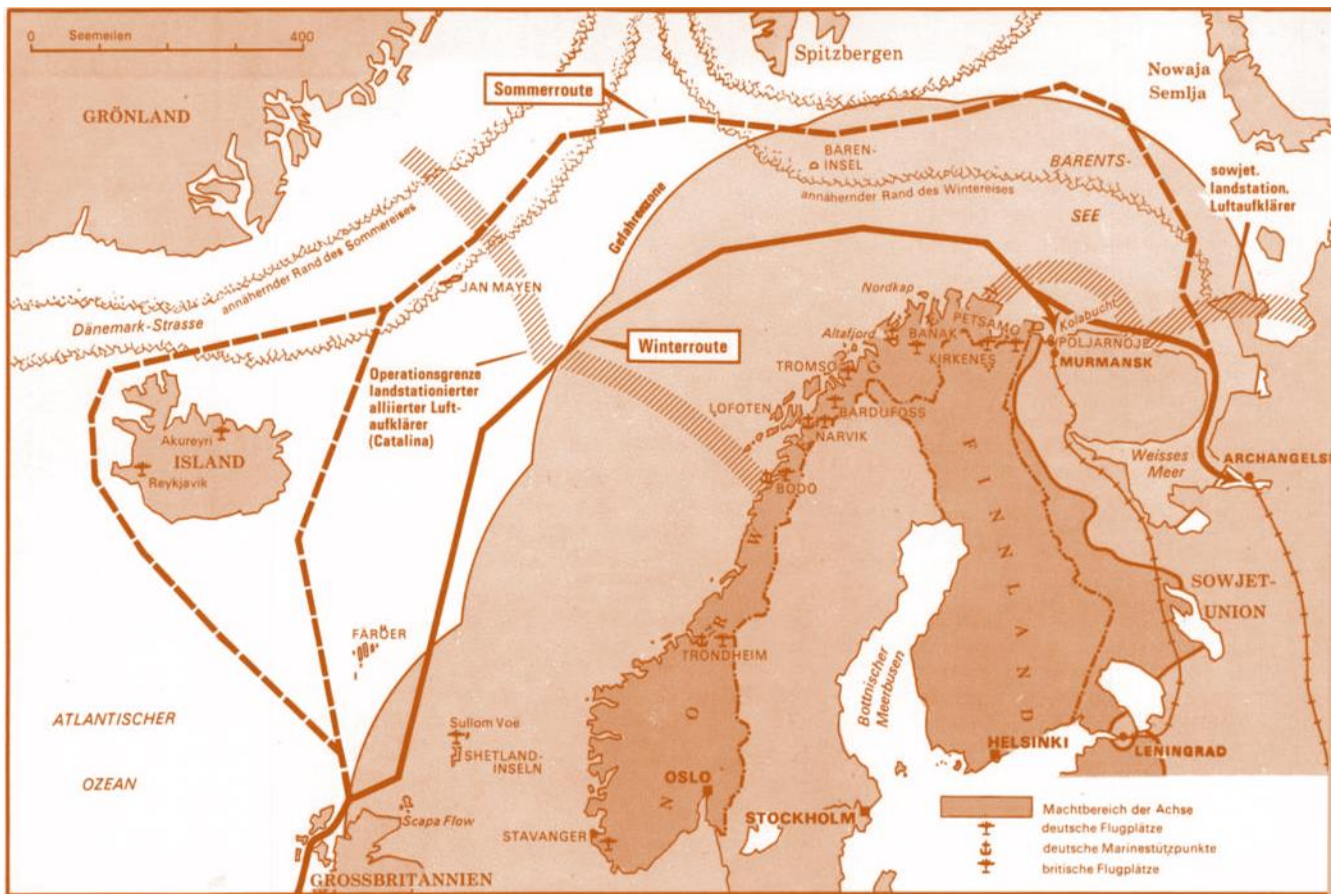 0 Seemeilen 400
GRÖNLAND
Sommerroute
Spitzbergen
Nowaja
Semlja
BÄREN-
INSEL
BARENTS-
SEE
annähernder Rand des Wintereises
sowjet.
landstation.
Luftaufklärer
Gefahrenzone
annähernder Rand des Sommereises
JAN MAYEN
Dänemark-Strasse
Winterroute
Operationsgrenze
landstationierter
alliierter Luft-
aufklärer
(Catalina)
Nordkap
Altafjord
BANAK
PETSAMO
Kolabucht
POLJARNOJE
KIRKENES
MURMANSK
TROMSO
LOFOTEN
BARDUFOSS
NARVIK
BODÖ
Akureyri
ISLAND
Reykjavik
Weisses
Meer
ARCHANGELSK
FINNLAND
SOWJET-
UNION
FÄRÖER
TRONDHEIM
NORW
Bottnischer
Meerbusen
ATLANTISCHER
OZEAN
Sullom Voe
SHETLAND-
INSELN
HELSINKI
LENINGRAD
OSLO
STOCKHOLM
Scapa Flow
STAVANGER
GROSSBRITANNIEN
Machtbereich der Achse
deutsche Flugplätze
deutsche Marinestützpunkte
britische Flugplätze